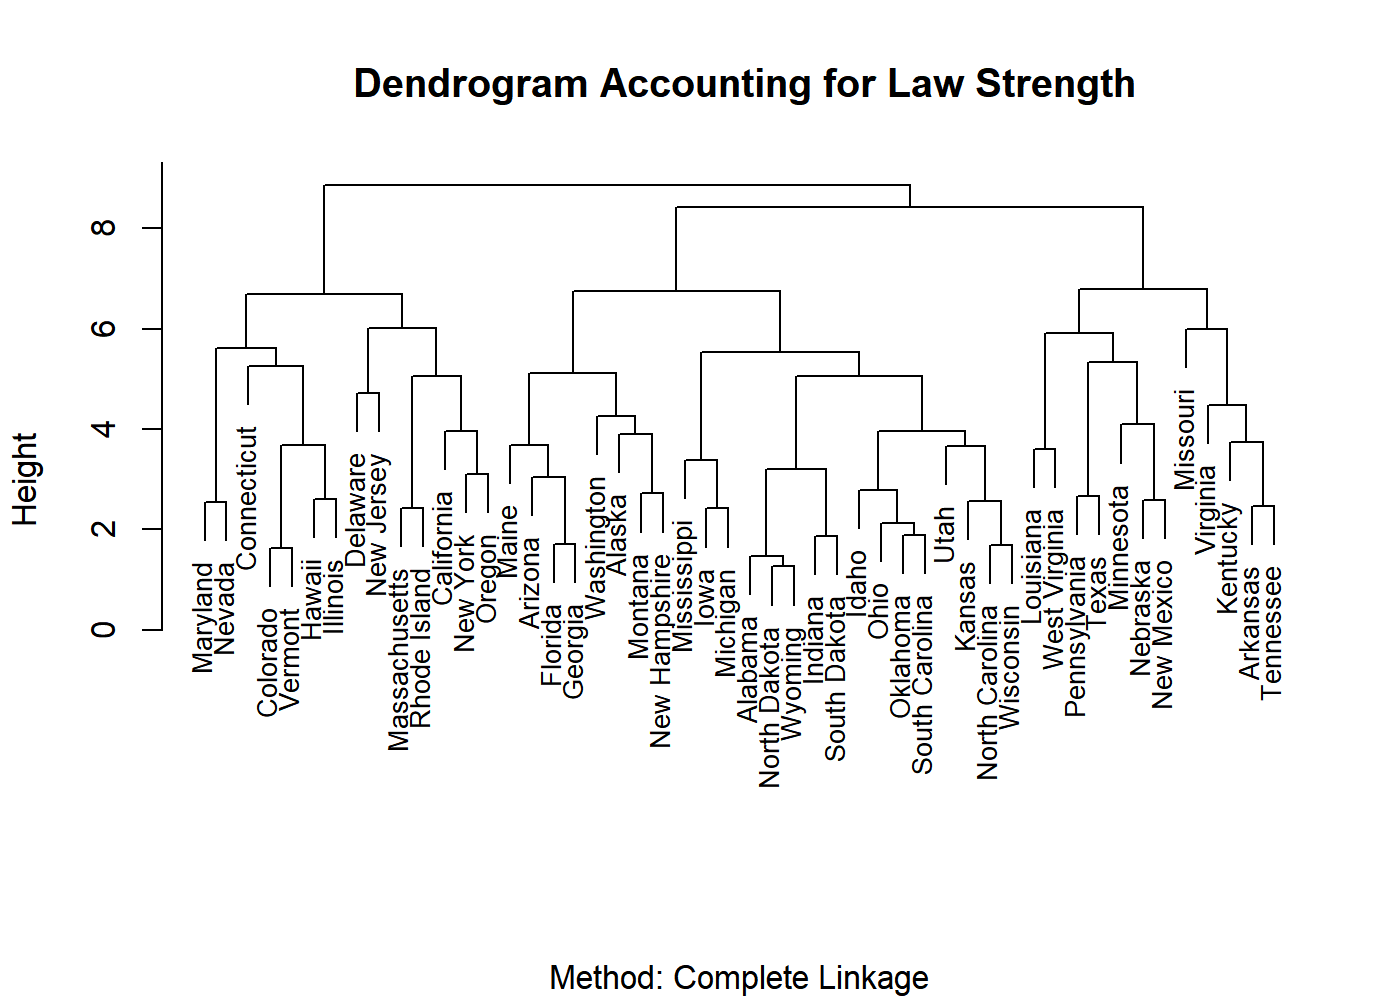 Dendrogram Accounting for Law Strength
Height
8
6
4
2
0
Maryland
Nevada
Connecticut
Colorado
Vermont
Hawaii
Illinois
Delaware
New Jersey
Massachusetts
Rhode Island
California
New York
Oregon
Maine
Arizona
Florida
Georgia
Washington
Alaska
Montana
New Hampshire
Mississippi
Iowa
Michigan
Alabama
North Dakota
Wyoming
Indiana
South Dakota
Idaho
Ohio
Oklahoma
South Carolina
Utah
Kansas
North Carolina
Wisconsin
Louisiana
West Virginia
Pennsylvania
Texas
Minnesota
Nebraska
New Mexico
Missouri
Virginia
Kentucky
Arkansas
Tennessee
Method: Complete Linkage